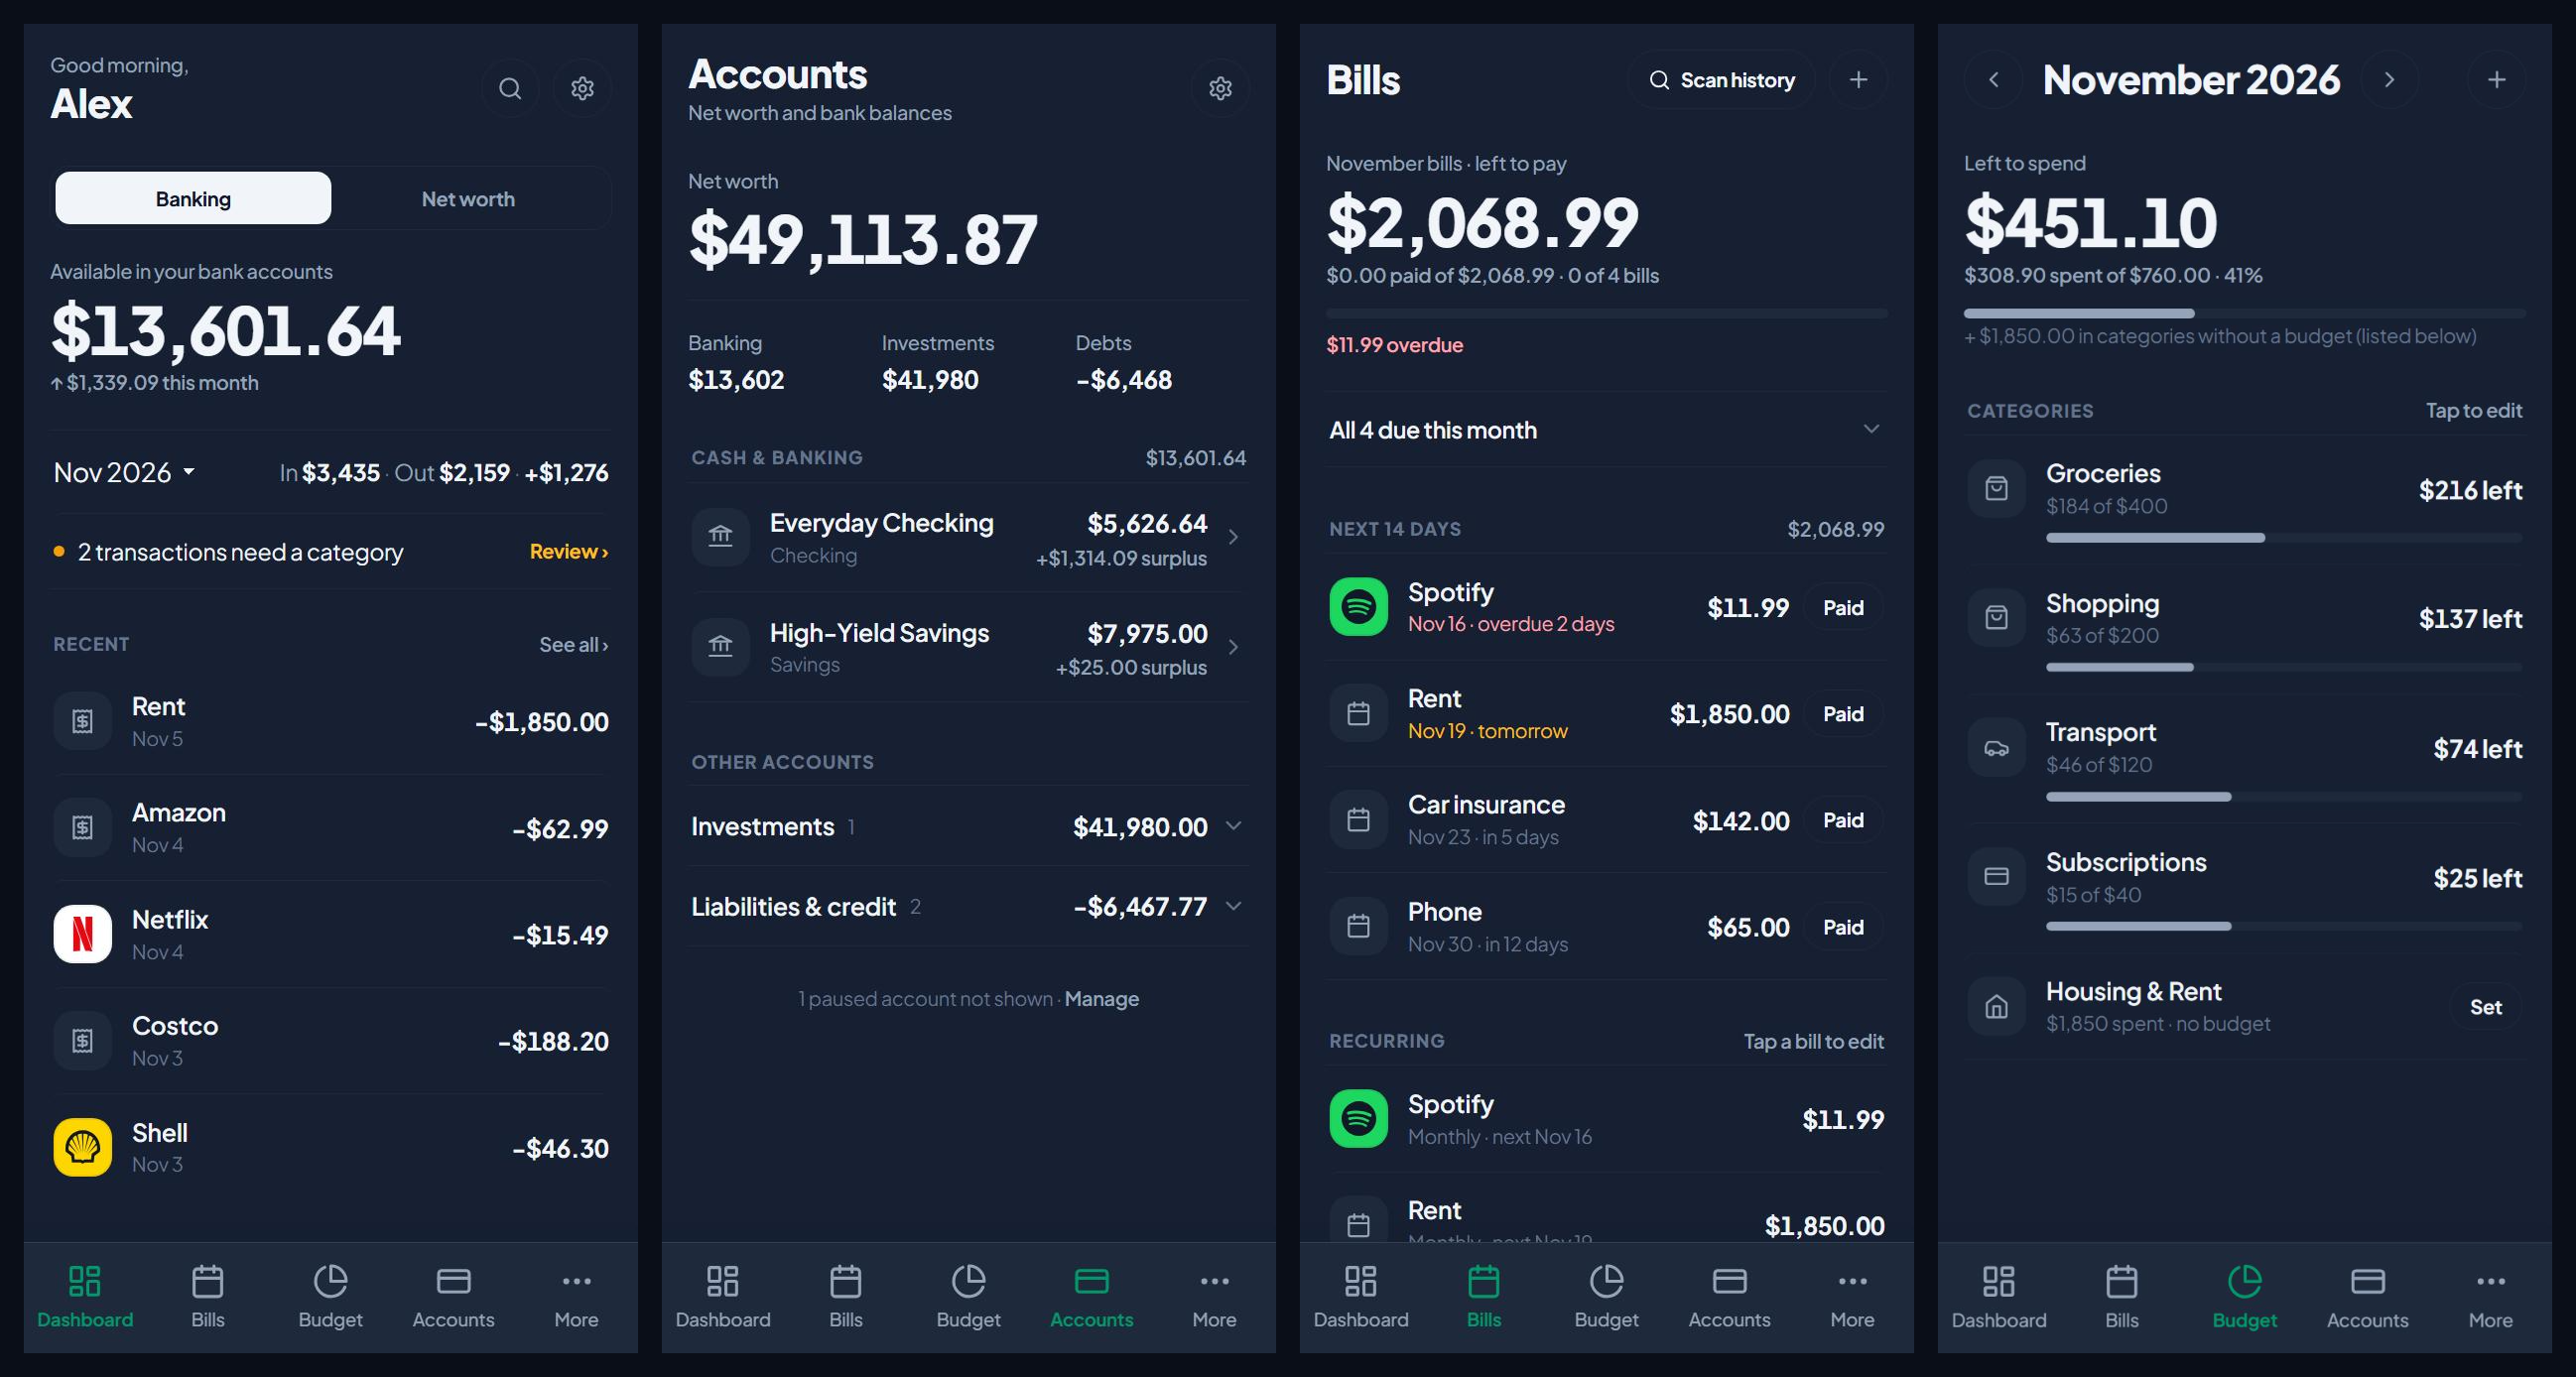 Good morning,
Alex
Banking
Net worth
Available in your bank accounts
$13,601.64
↑ $1,339.09 this month
Nov 2026
In $3,435 · Out $2,159 · +$1,276
2 transactions need a category
Review ›
RECENT
See all ›
Rent
Nov 5
-$1,850.00
Amazon
Nov 4
-$62.99
N
Netflix
Nov 4
-$15.49
Costco
Nov 3
-$188.20
Shell
Nov 3
-$46.30
Dashboard
Bills
Budget
Accounts
More
Accounts
Net worth and bank balances
Net worth
$49,113.87
Banking
Investments
Debts
$13,602
$41,980
-$6,468
CASH & BANKING
$13,601.64
Everyday Checking
Checking
$5,626.64
+$1,314.09 surplus
High-Yield Savings
Savings
$7,975.00
+$25.00 surplus
OTHER ACCOUNTS
Investments 1
$41,980.00
Liabilities & credit 2
-$6,467.77
1 paused account not shown · Manage
Dashboard
Bills
Budget
Accounts
More
Bills
Scan history
November bills · left to pay
$2,068.99
$0.00 paid of $2,068.99 · 0 of 4 bills
$11.99 overdue
All 4 due this month
NEXT 14 DAYS
$2,068.99
Spotify
Nov 16 · overdue 2 days
$11.99
Paid
Rent
Nov 19 · tomorrow
$1,850.00
Paid
Car insurance
Nov 23 · in 5 days
$142.00
Paid
Phone
Nov 30 · in 12 days
$65.00
Paid
RECURRING
Tap a bill to edit
Spotify
Monthly · next Nov 16
$11.99
Rent
Monthly · next Nov 19
$1,850.00
Dashboard
Bills
Budget
Accounts
More
November 2026
Left to spend
$451.10
$308.90 spent of $760.00 · 41%
+ $1,850.00 in categories without a budget (listed below)
CATEGORIES
Tap to edit
Groceries
$184 of $400
$216 left
Shopping
$63 of $200
$137 left
Transport
$46 of $120
$74 left
Subscriptions
$15 of $40
$25 left
Housing & Rent
$1,850 spent · no budget
Set
Dashboard
Bills
Budget
Accounts
More